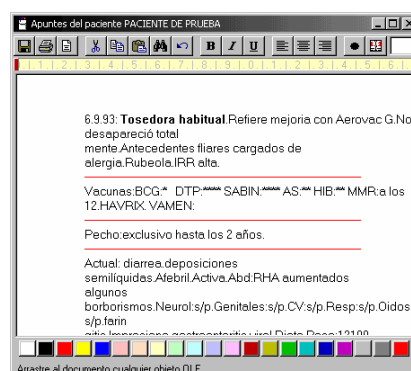 Apuntes del paciente PACIENTE DE PRUEBA
B I U
6.9.93: Tosedora habitual.Refiere mejoria con Aerovac G.No
desapareció total
mente.Antecedentes fliares cargados de
alergia.Rubeola.IRR alta.
Vacunas:BCG:* DTP:**** SABIN:**** AS:** HIB:** MMR:a los
12.HAVRIX. VAMEN:
Pecho:exclusivo hasta los 2 años.
Actual: diarrea.deposiciones
semilíquidas.Afebril.Activa.Abd:RHA aumentados
algunos
borborismos.Neurol:s/p.Genitales:s/p.CV:s/p.Resp:s/p.Oidos
s/p.farin
Arrastre al documento cualquier objeto OLE